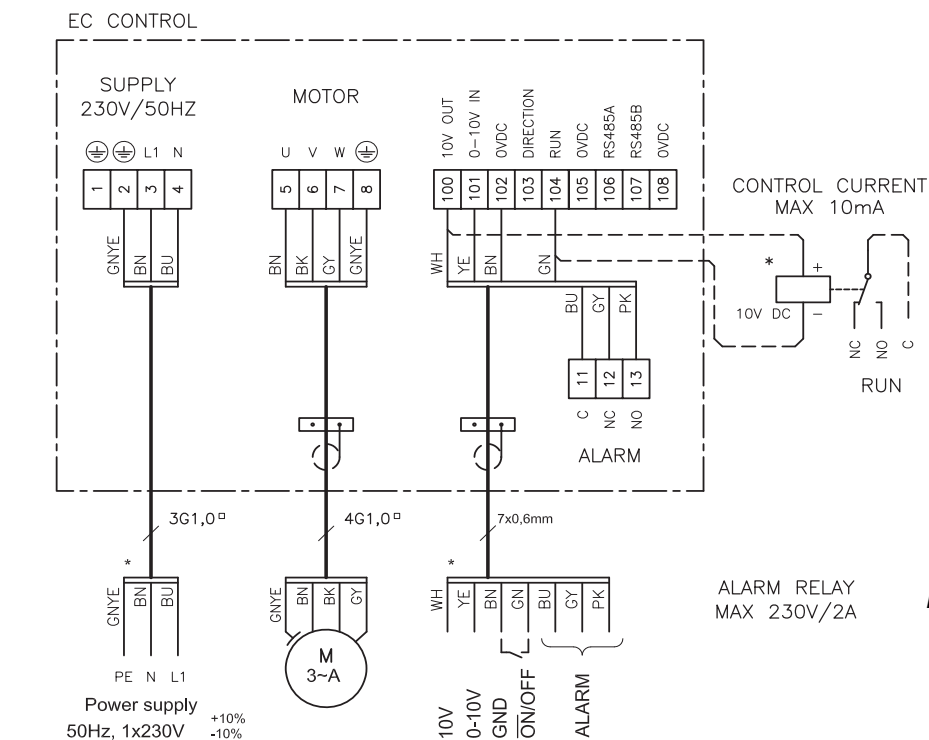 EC CONTROL
SUPPLY
230V/50HZ
MOTOR
10V OUT
0-10V IN
0VDC
DIRECTION
RUN
0VDC
RS485A
RS485B
0VDC
L1 N
U V W
1 2 3 4
5 6 7 8
100 101 102 103 104 105 106 107 108
CONTROL CURRENT
MAX 10mA
GNYE BN BU
BN BK GY GNYE
WH YE BN GN
* +
10V DC −
NC NO C
RUN
BU GY PK
11 12 13
C NC NO
ALARM
3G1,0
4G1,0
7x0,6mm
* *
GNYE BN BU
GNYE BN BK GY
WH YE BN GN BU GY PK
ALARM RELAY
MAX 230V/2A
M
3~A
PE N L1
Power supply
50Hz, 1x230V +10%
-10%
10V
0-10V
GND
ON/OFF
ALARM